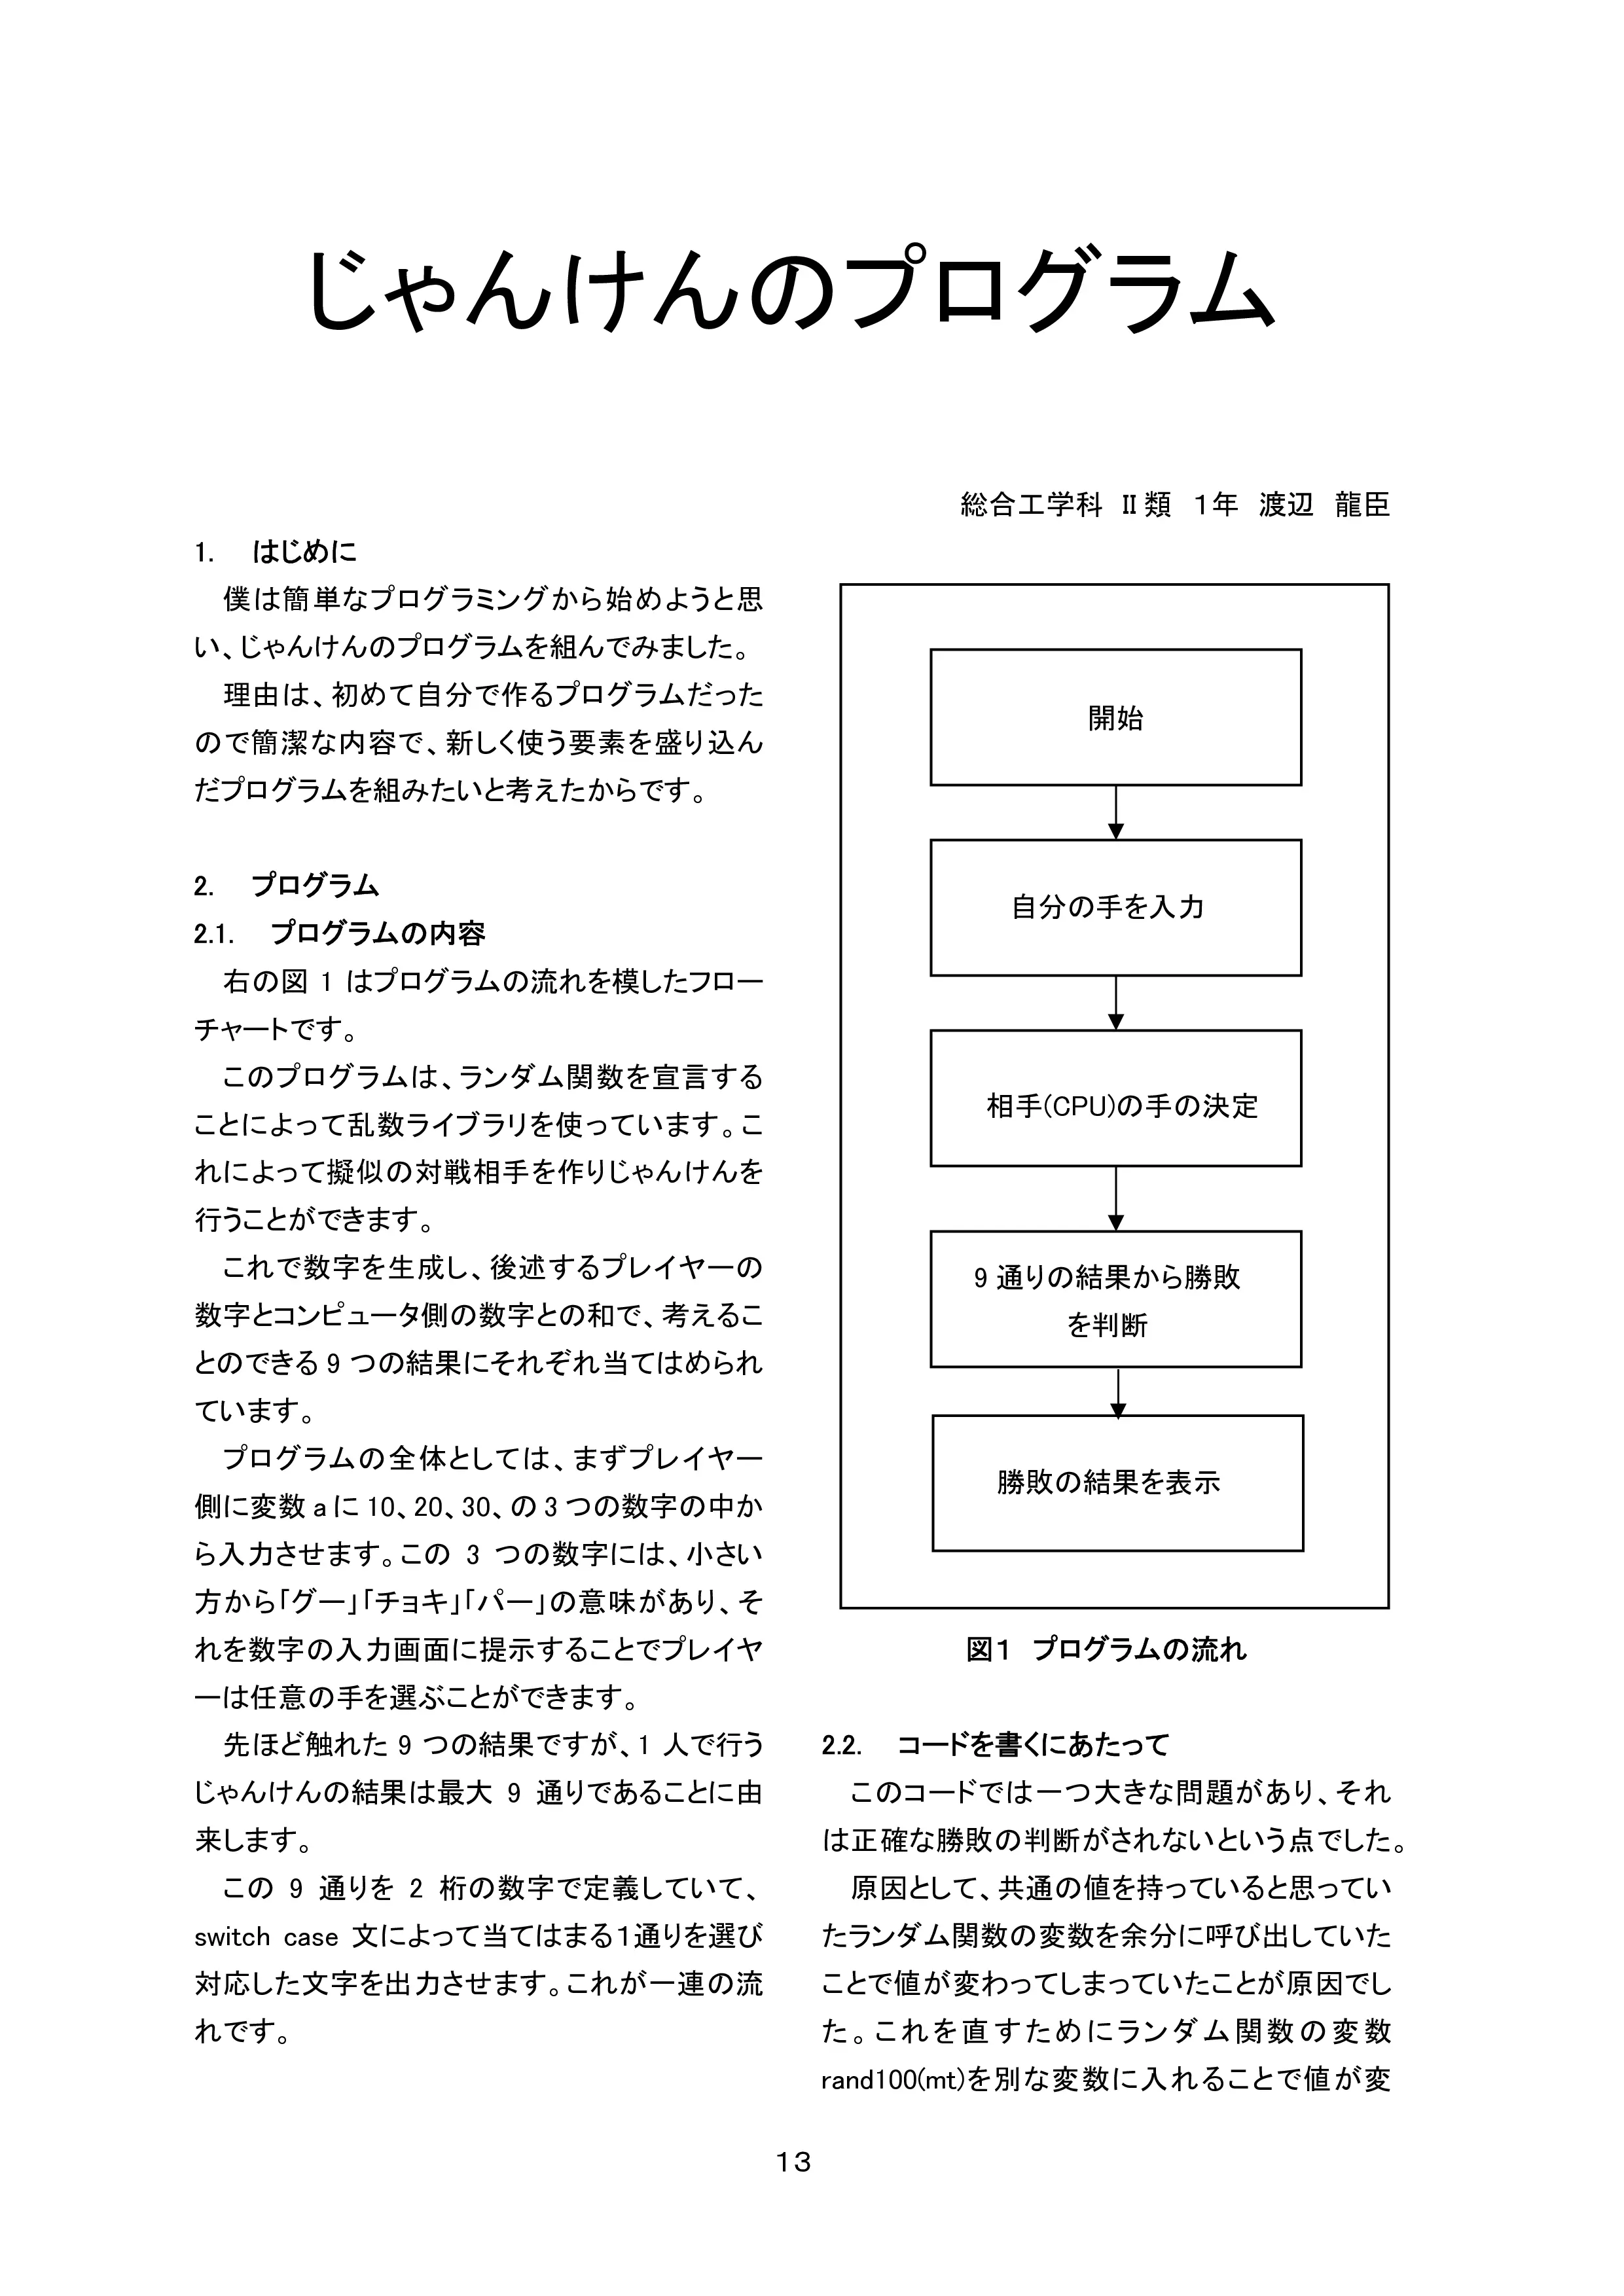 じゃんけんのプログラム
総合工学科 Ⅱ類 1年 渡辺 龍臣
1. はじめに
僕は簡単なプログラミングから始めようと思
い、じゃんけんのプログラムを組んでみました。
理由は、初めて自分で作るプログラムだった
ので簡潔な内容で、新しく使う要素を盛り込ん
だプログラムを組みたいと考えたからです。
2. プログラム
2.1. プログラムの内容
右の図 1 はプログラムの流れを模したフロー
チャートです。
このプログラムは、ランダム関数を宣言する
ことによって乱数ライブラリを使っています。こ
れによって擬似の対戦相手を作りじゃんけんを
行うことができます。
これで数字を生成し、後述するプレイヤーの
数字とコンピュータ側の数字との和で、考えるこ
とのできる 9 つの結果にそれぞれ当てはめられ
ています。
プログラムの全体としては、まずプレイヤー
側に変数 a に 10、20、30、の 3 つの数字の中か
ら入力させます。この 3 つの数字には、小さい
方から「グー」「チョキ」「パー」の意味があり、そ
れを数字の入力画面に提示することでプレイヤ
ーは任意の手を選ぶことができます。
先ほど触れた 9 つの結果ですが、1 人で行う
じゃんけんの結果は最大 9 通りであることに由
来します。
この 9 通りを 2 桁の数字で定義していて、
switch case 文によって当てはまる1通りを選び
対応した文字を出力させます。これが一連の流
れです。
開始
自分の手を入力
相手(CPU)の手の決定
9 通りの結果から勝敗
を判断
勝敗の結果を表示
図1 プログラムの流れ
2.2. コードを書くにあたって
このコードでは一つ大きな問題があり、それ
は正確な勝敗の判断がされないという点でした。
原因として、共通の値を持っていると思ってい
たランダム関数の変数を余分に呼び出していた
ことで値が変わってしまっていたことが原因でし
た。これを直すためにランダム関数の変数
rand100(mt)を別な変数に入れることで値が変
13